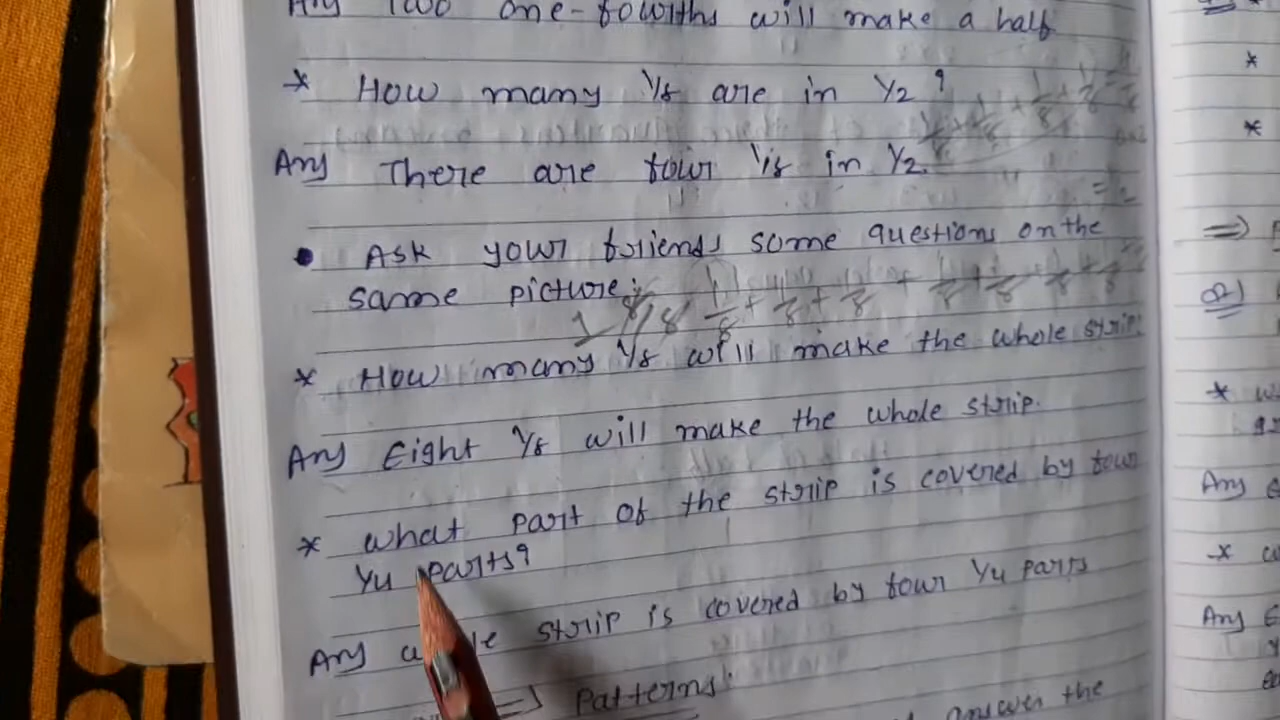 Any two one-fourths will make a half
* How many 1/8 are in 1/2?
Ans There are four 1/8 in 1/2.
• Ask your friends some questions on the
same picture:
* How many 1/8 will make the whole strip
Ans Eight 1/8 will make the whole strip.
* what part of the strip is covered by four
1/4 parts?
Ans strip is covered by four 1/4 parts
=> Patterns:
answer the